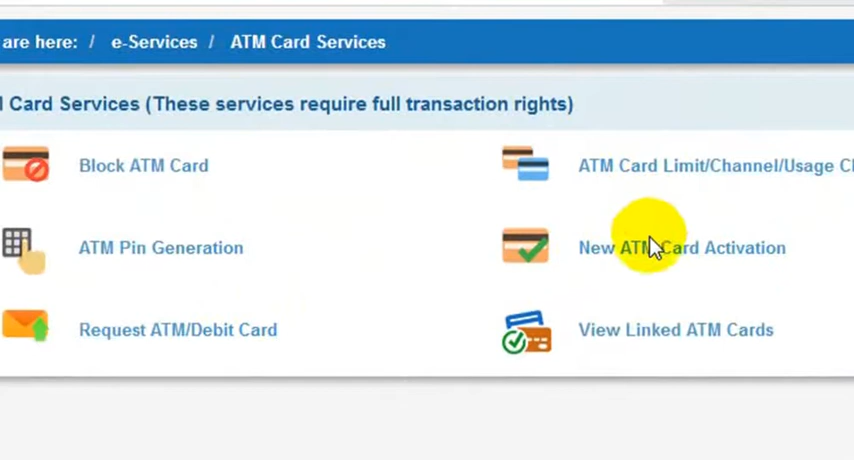 are here: / e-Services / ATM Card Services
Card Services (These services require full transaction rights)
Block ATM Card
ATM Card Limit/Channel/Usage
ATM Pin Generation
New ATM Card Activation
Request ATM/Debit Card
View Linked ATM Cards